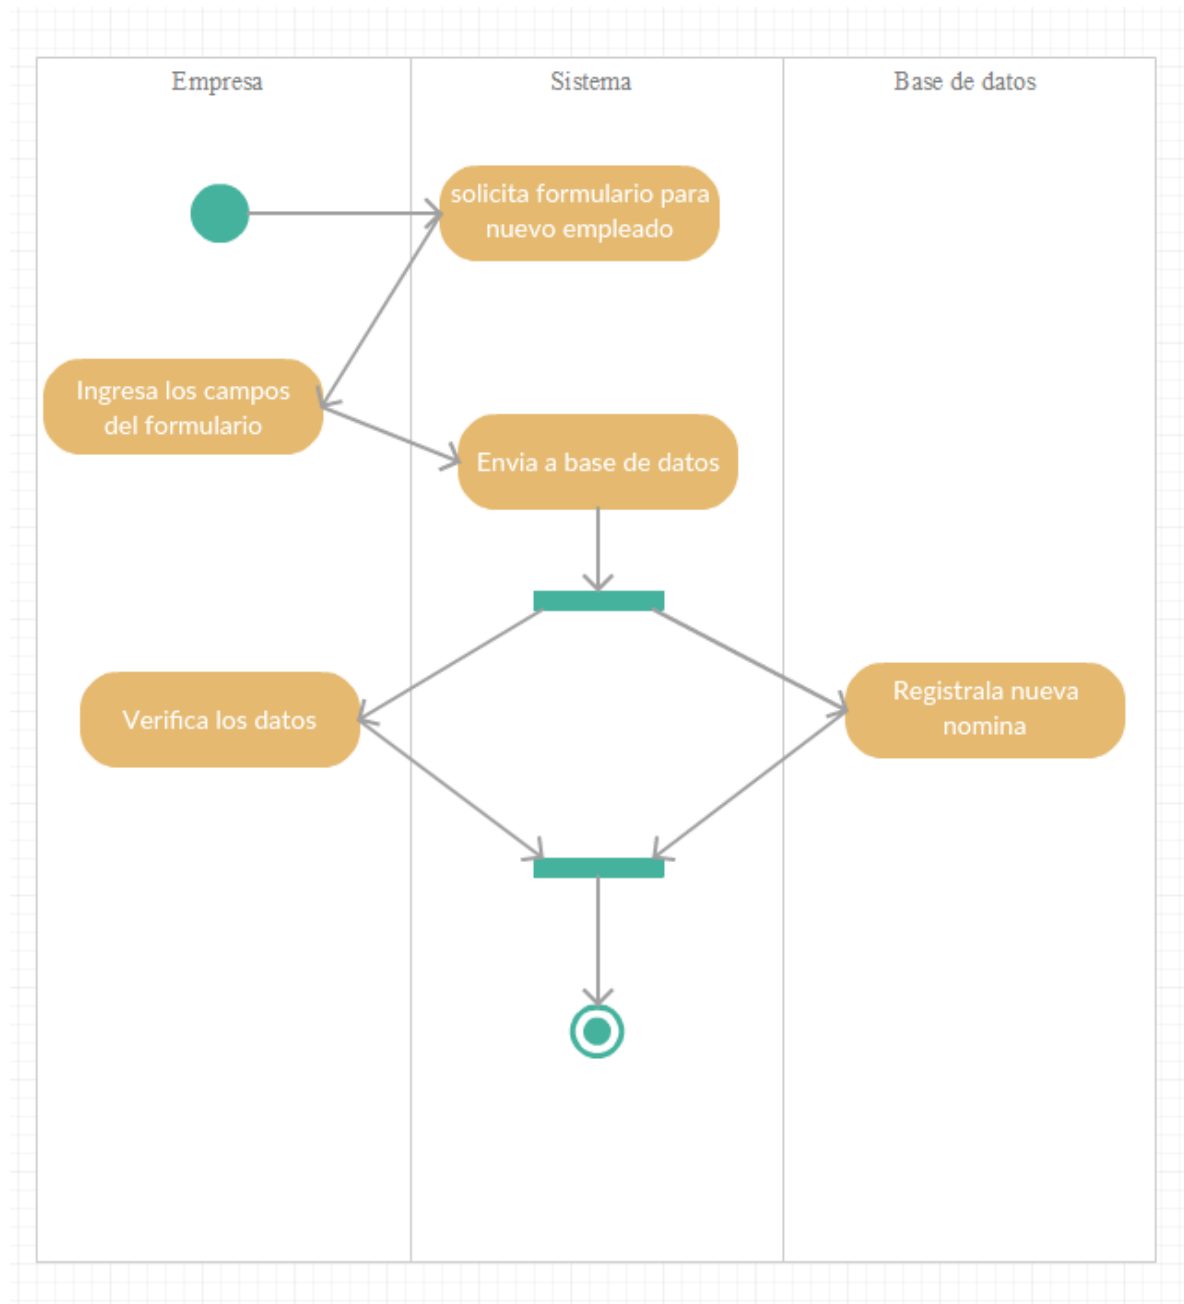 Empresa
Sistema
Base de datos
solicita formulario para
nuevo empleado
Ingresa los campos
del formulario
Envia a base de datos
Verifica los datos
Registrala nueva
nomina